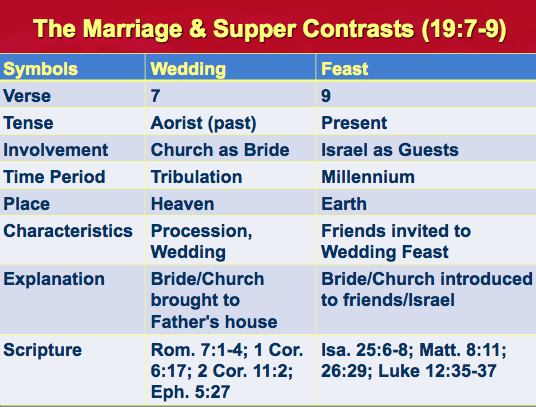 The Marriage & Supper Contrasts (19:7-9)
Symbols Wedding Feast
Verse 7 9
Tense Aorist (past) Present
Involvement Church as Bride Israel as Guests
Time Period Tribulation Millennium
Place Heaven Earth
Characteristics Procession, Friends invited to
Wedding Wedding Feast
Explanation Bride/Church Bride/Church introduced
brought to to friends/Israel
Father's house
Scripture Rom. 7:1-4; 1 Cor. Isa. 25:6-8; Matt. 8:11;
6:17; 2 Cor. 11:2; 26:29; Luke 12:35-37
Eph. 5:27